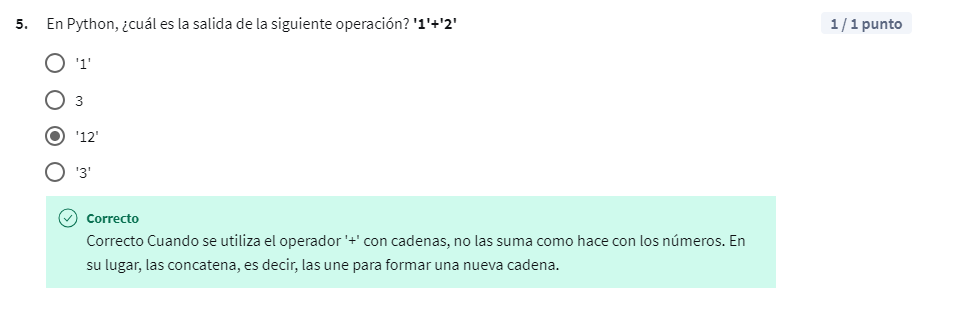 5. En Python, ¿cuál es la salida de la siguiente operación? '1'+'2'
1 / 1 punto
'1'
3
'12'
'3'
Correcto
Correcto Cuando se utiliza el operador '+' con cadenas, no las suma como hace con los números. En
su lugar, las concatena, es decir, las une para formar una nueva cadena.